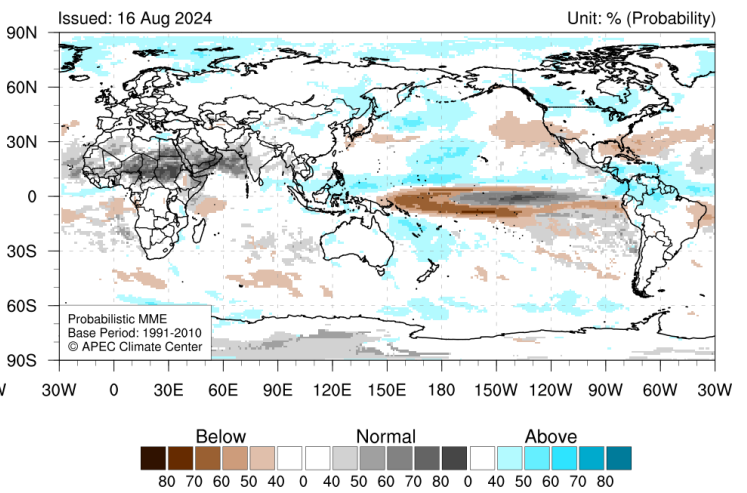 Issued: 16 Aug 2024 Unit: % (Probability)
90N
60N
30N
0
30S
60S
90S
Probabilistic MME
Base Period: 1991-2010
© APEC Climate Center
W 30W 0 30E 60E 90E 120E 150E 180 150W 120W 90W 60W 30W
Below Normal Above
80 70 60 50 40 0 40 50 60 70 80 0 40 50 60 70 80